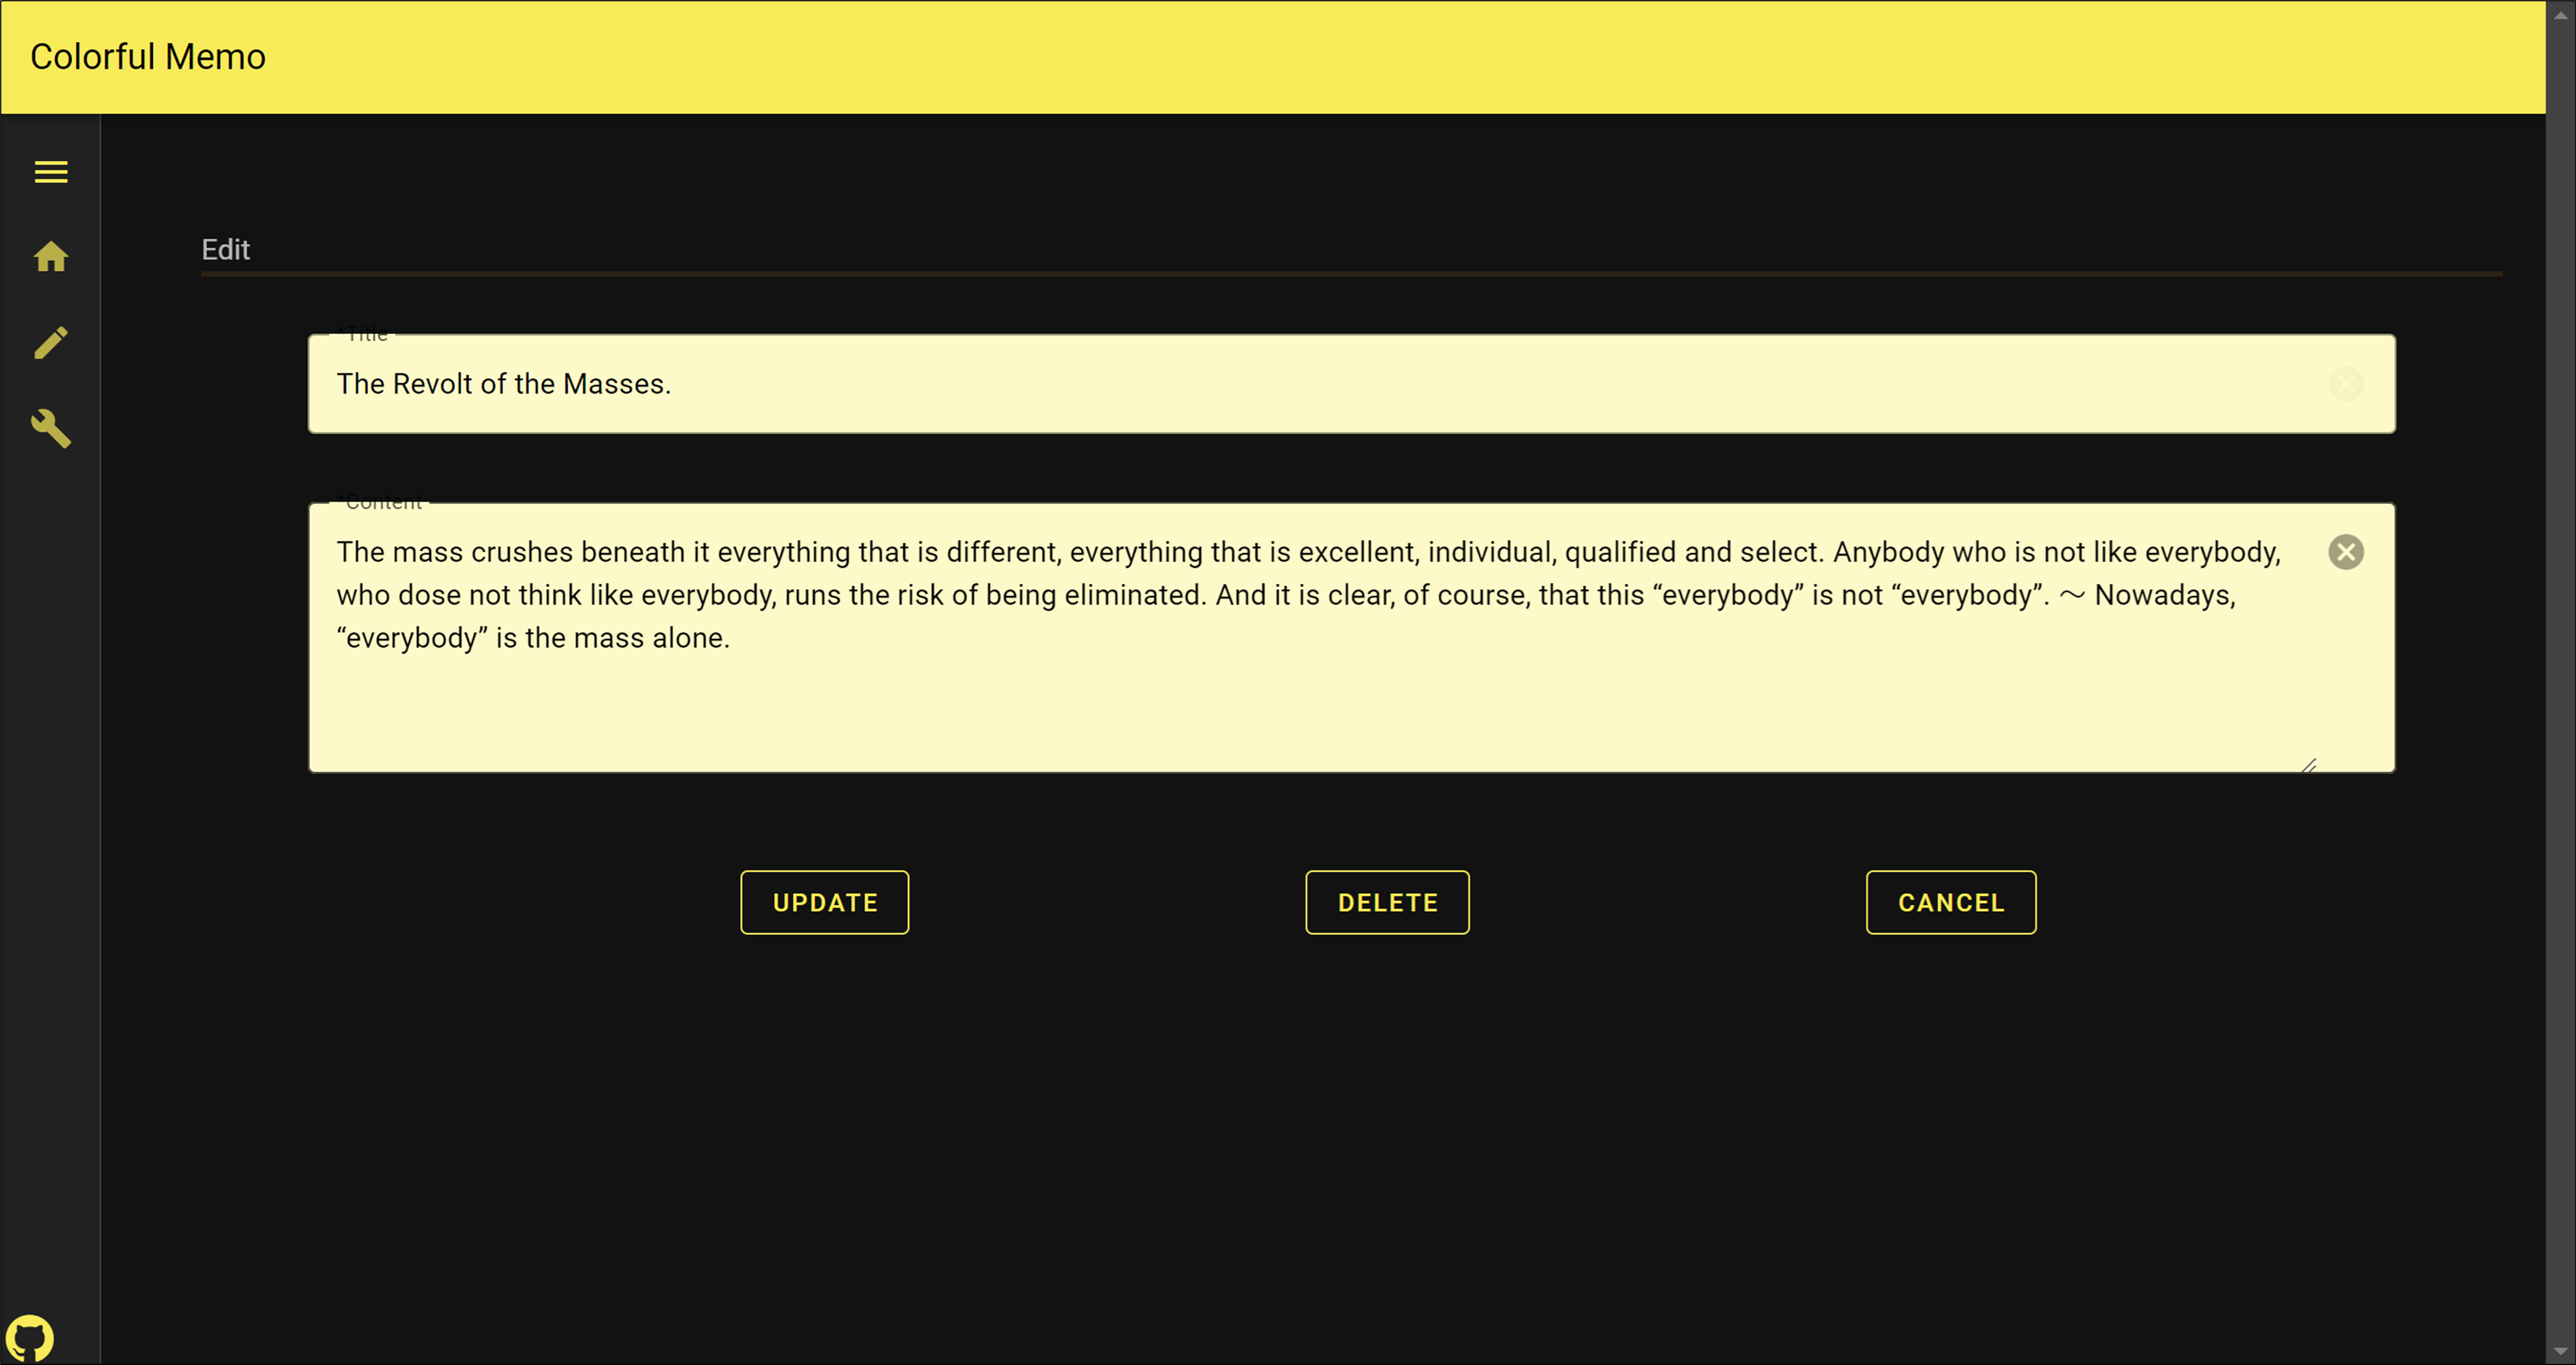 Colorful Memo
Edit
*Title
The Revolt of the Masses.
*Content
The mass crushes beneath it everything that is different, everything that is excellent, individual, qualified and select. Anybody who is not like everybody,
who dose not think like everybody, runs the risk of being eliminated. And it is clear, of course, that this “everybody” is not “everybody”. ～ Nowadays,
“everybody” is the mass alone.
UPDATE
DELETE
CANCEL